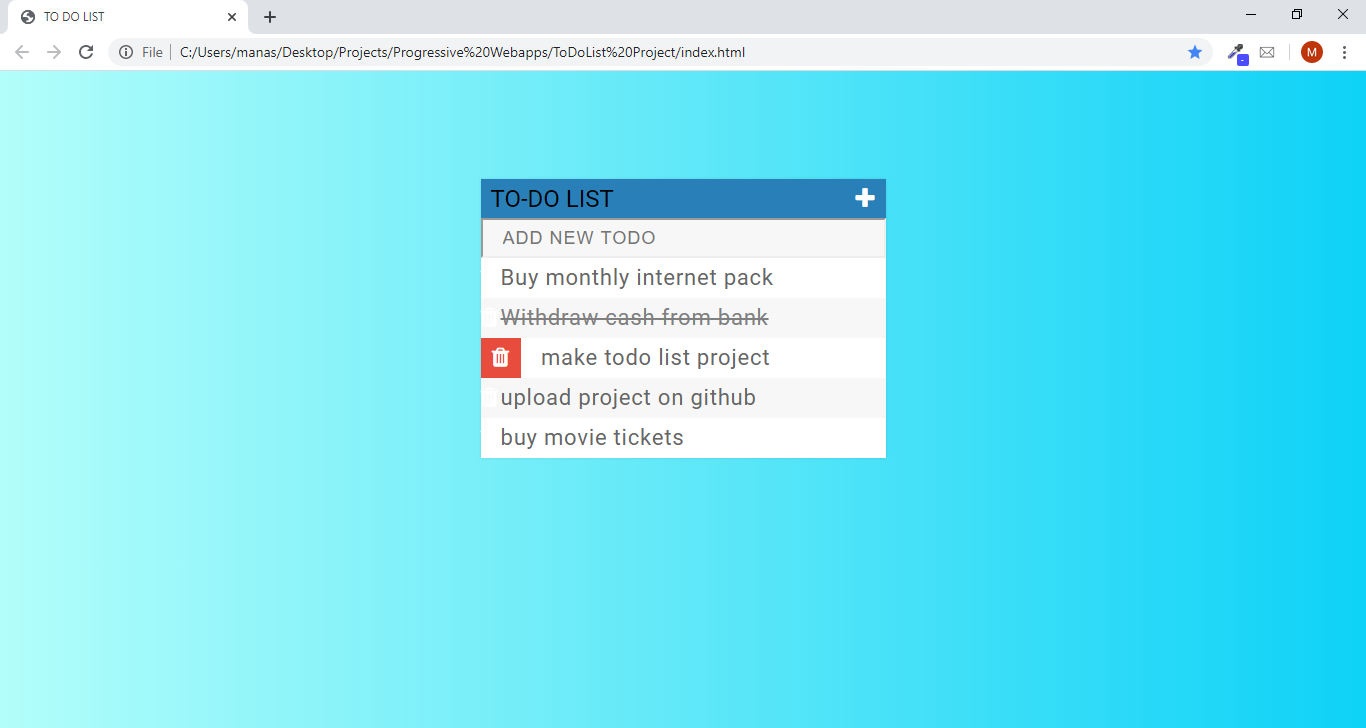 TO DO LIST
File C:/Users/manas/Desktop/Projects/Progressive%20Webapps/ToDoList%20Project/index.html
M
TO-DO LIST
ADD NEW TODO
Buy monthly internet pack
Withdraw cash from bank
make todo list project
upload project on github
buy movie tickets